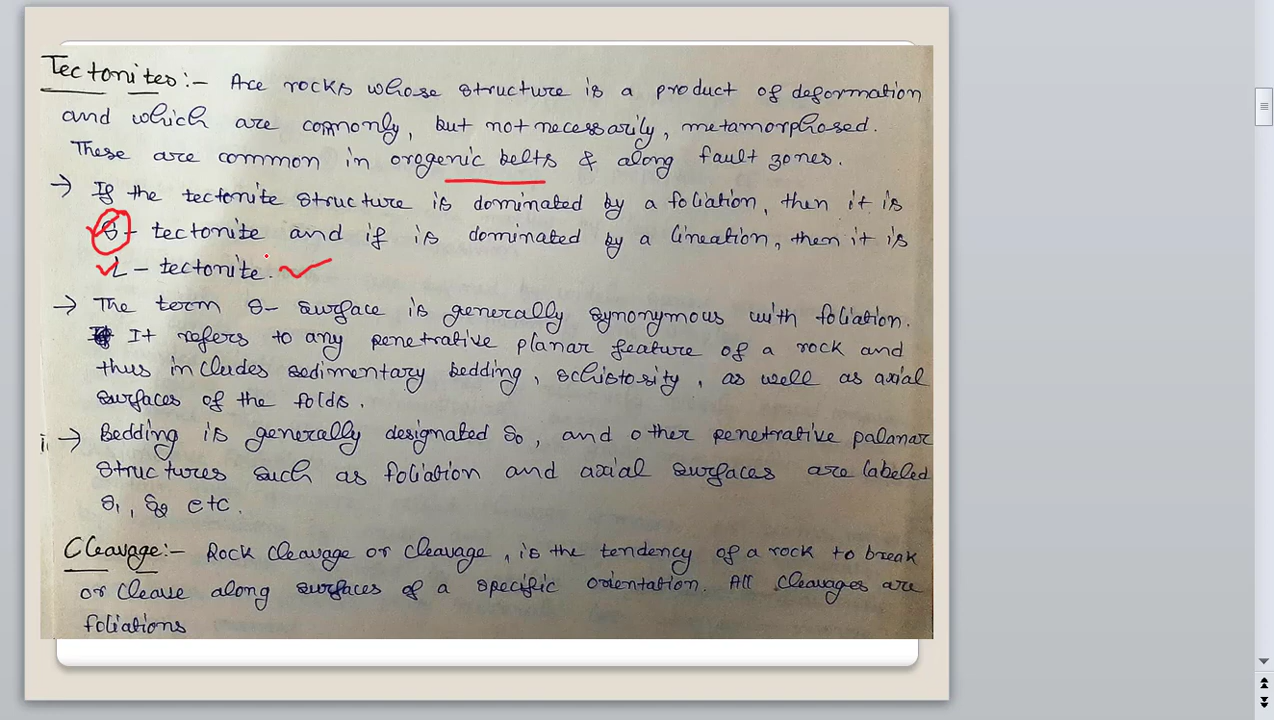 Tectonites:- Are rocks whose structure is a product of deformation
and which are commonly, but not necessarily, metamorphosed.
These are common in orogenic belts & along fault zones.
→ If the tectonite structure is dominated by a foliation, then it is
S- tectonite and if is dominated by a lineation, then it is
L - tectonite.
→ The term S- surface is generally synonymous with foliation.
It refers to any penetrative planar feature of a rock and
thus includes sedimentary bedding, schistosity, as well as axial
surfaces of the folds.
i → Bedding is generally designated S0, and other penetrative palanar
structures such as foliation and axial surfaces are labeled
S1, S2 etc.
Cleavage:- Rock cleavage or cleavage, is the tendency of a rock to break
or cleave along surfaces of a specific orientation. All cleavages are
foliations